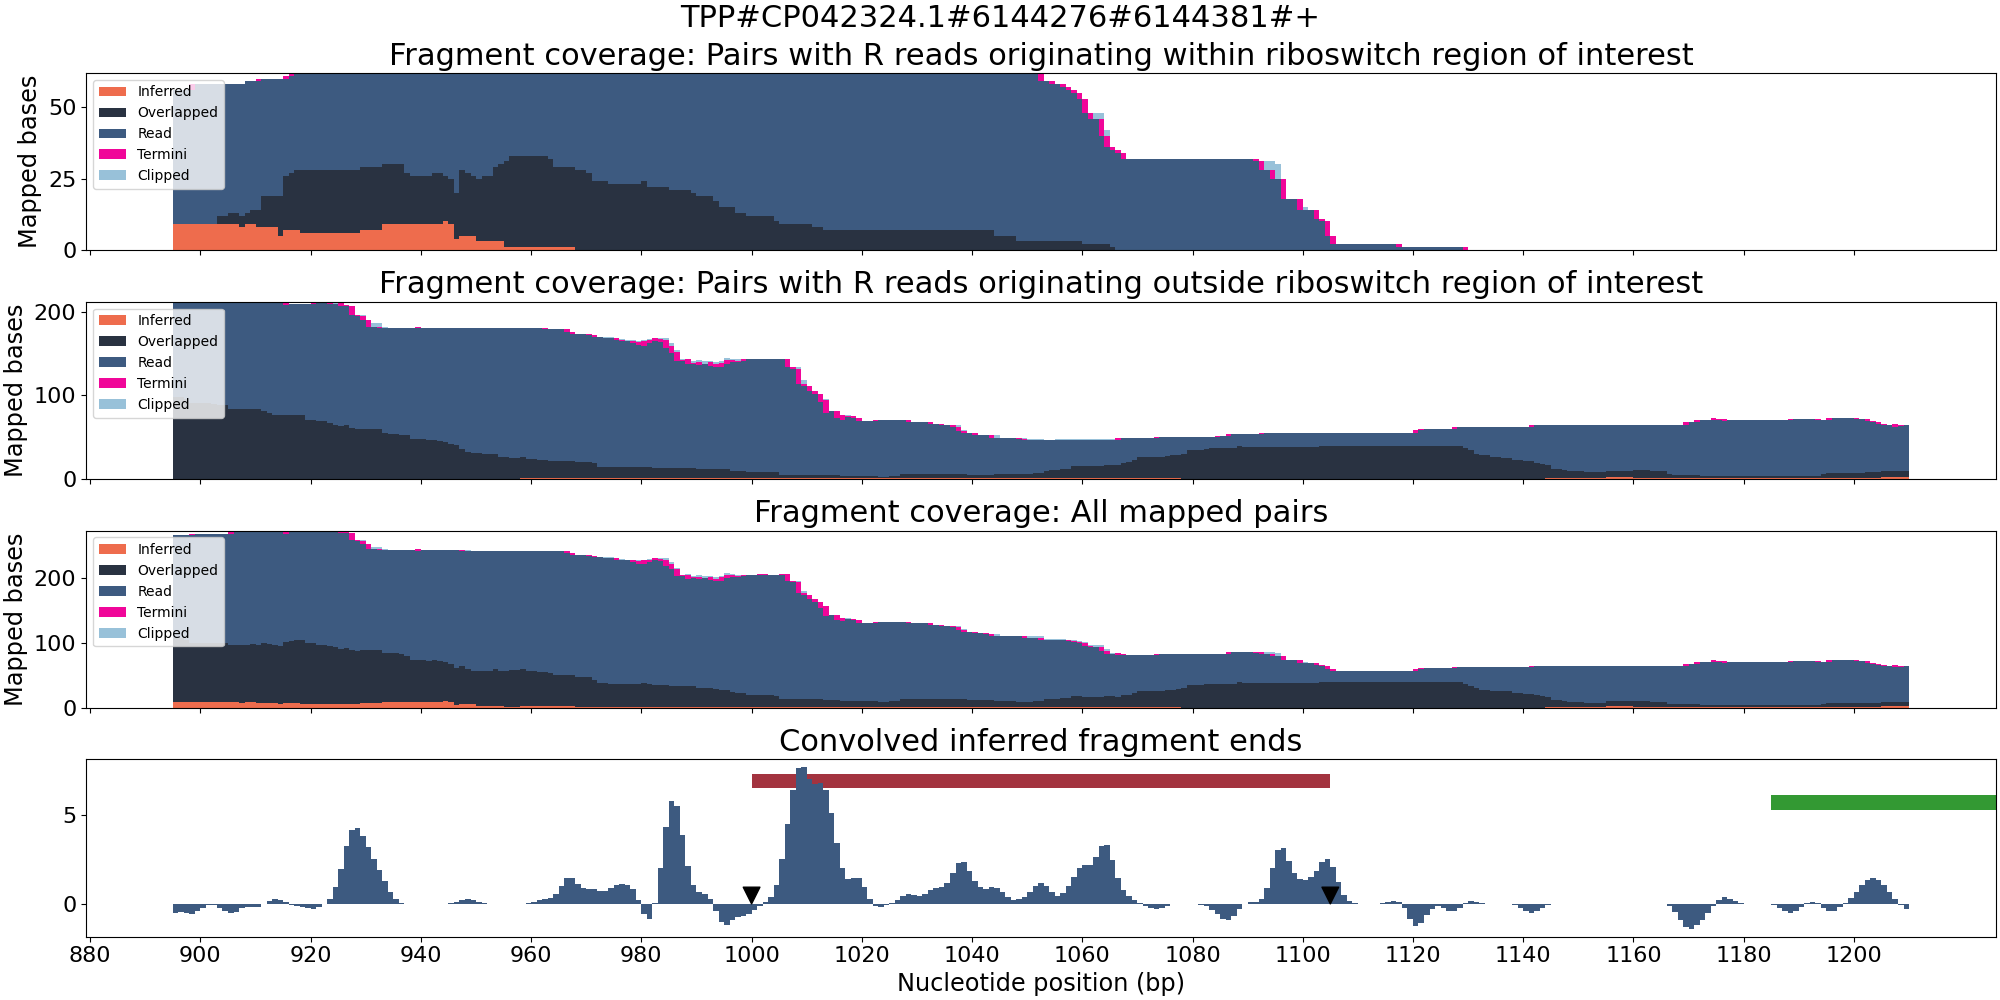 TPP#CP042324.1#6144276#6144381#+
Fragment coverage: Pairs with R reads originating within riboswitch region of interest
Mapped bases
50
25
0
Inferred
Overlapped
Read
Termini
Clipped
Fragment coverage: Pairs with R reads originating outside riboswitch region of interest
Mapped bases
200
100
0
Inferred
Overlapped
Read
Termini
Clipped
Fragment coverage: All mapped pairs
Mapped bases
200
100
0
Inferred
Overlapped
Read
Termini
Clipped
Convolved inferred fragment ends
5
0
880 900 920 940 960 980 1000 1020 1040 1060 1080 1100 1120 1140 1160 1180 1200
Nucleotide position (bp)